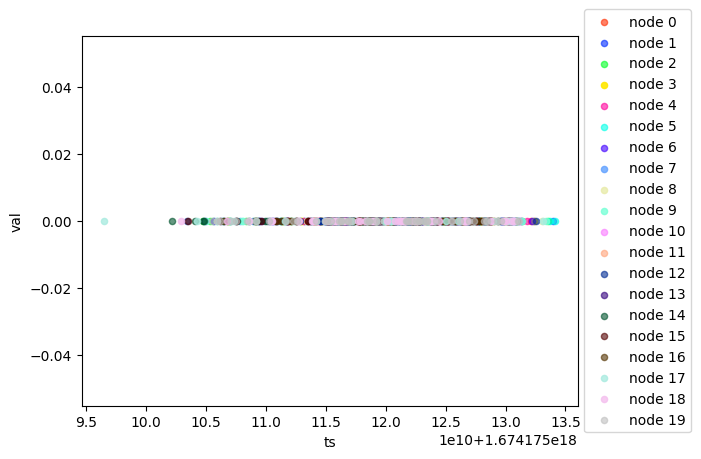 node 0
node 1
node 2
node 3
node 4
node 5
node 6
node 7
node 8
node 9
node 10
node 11
node 12
node 13
node 14
node 15
node 16
node 17
node 18
node 19
val
0.04
0.02
0.00
−0.02
−0.04
9.5 10.0 10.5 11.0 11.5 12.0 12.5 13.0 13.5
ts
1e10+1.674175e18